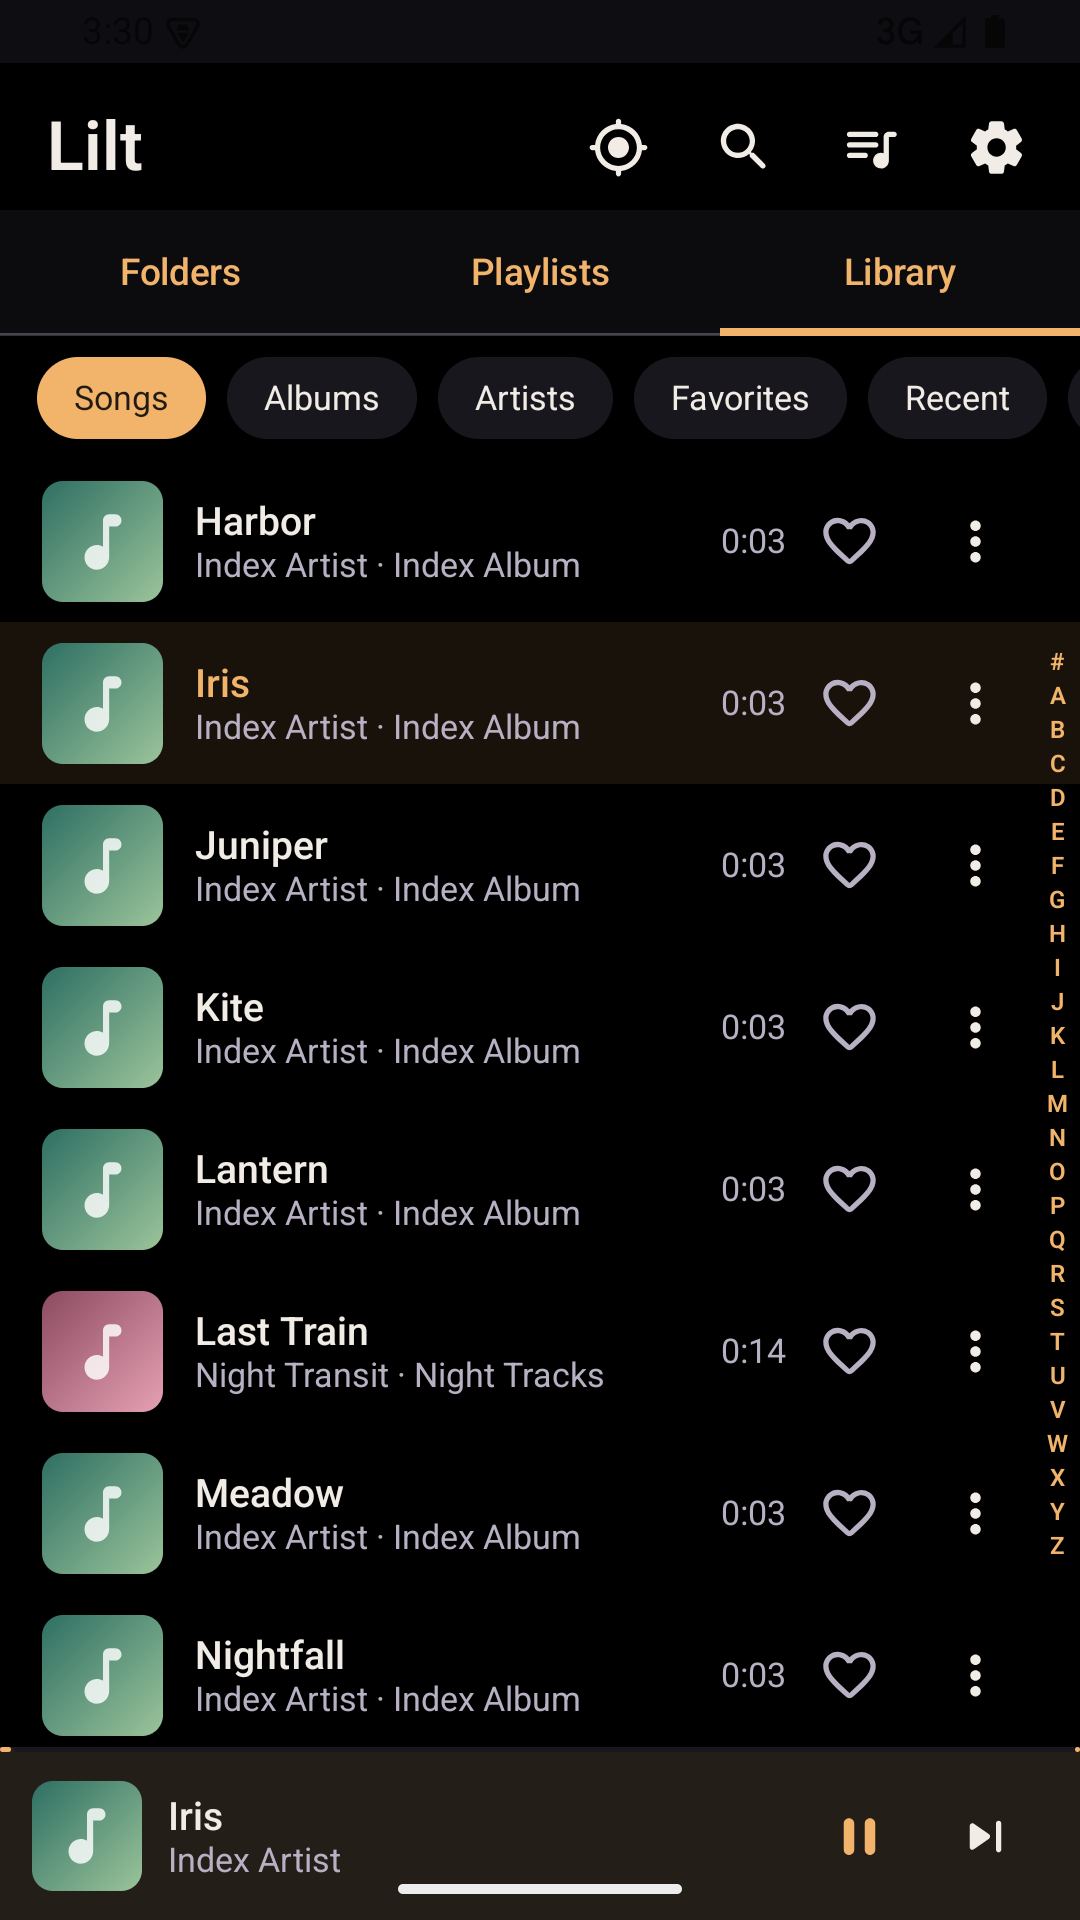 3:30 3G
Lilt
Folders Playlists Library
Songs Albums Artists Favorites Recent
Harbor
Index Artist · Index Album
0:03
Iris
Index Artist · Index Album
0:03
Juniper
Index Artist · Index Album
0:03
Kite
Index Artist · Index Album
0:03
Lantern
Index Artist · Index Album
0:03
Last Train
Night Transit · Night Tracks
0:14
Meadow
Index Artist · Index Album
0:03
Nightfall
Index Artist · Index Album
0:03
#
A
B
C
D
E
F
G
H
I
J
K
L
M
N
O
P
Q
R
S
T
U
V
W
X
Y
Z
Iris
Index Artist